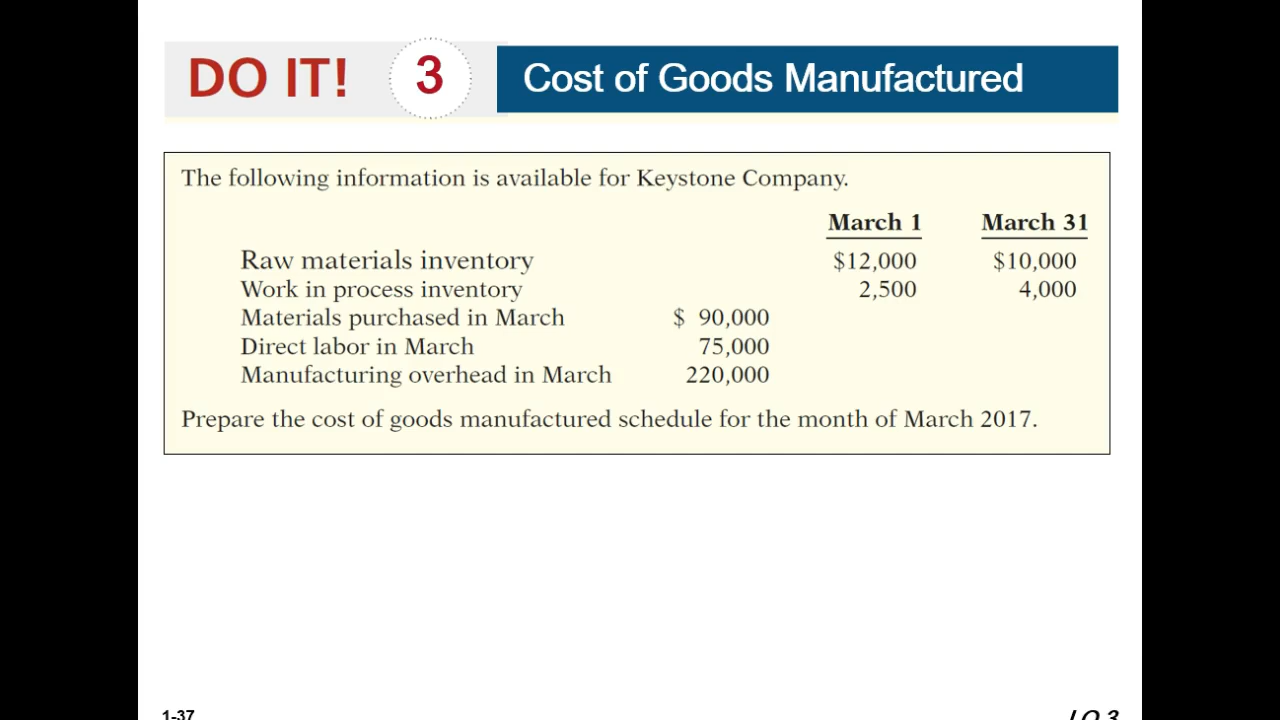 DO IT! 3 Cost of Goods Manufactured
The following information is available for Keystone Company.
March 1 March 31
Raw materials inventory $12,000 $10,000
Work in process inventory 2,500 4,000
Materials purchased in March $ 90,000
Direct labor in March 75,000
Manufacturing overhead in March 220,000
Prepare the cost of goods manufactured schedule for the month of March 2017.
1-37 LO 3